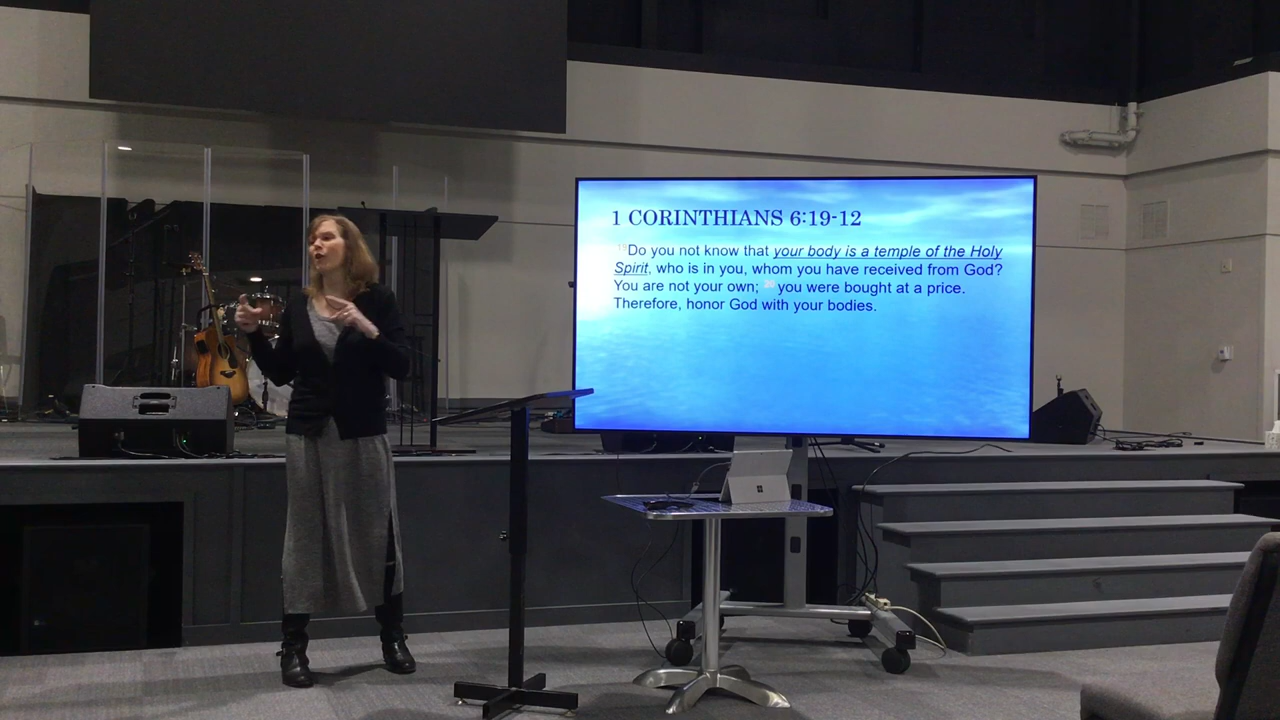 1 CORINTHIANS 6:19-12
19Do you not know that your body is a temple of the Holy
Spirit, who is in you, whom you have received from God?
You are not your own; 20 you were bought at a price.
Therefore, honor God with your bodies.